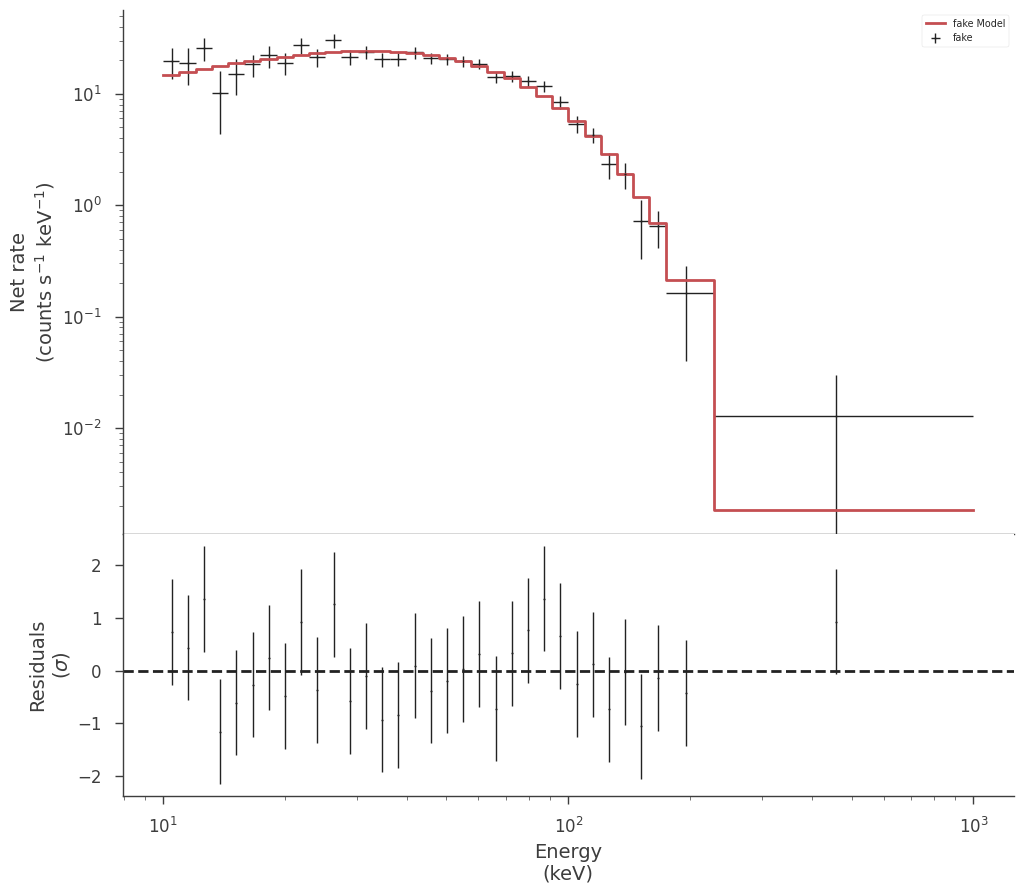 fake Model
fake
10¹
10⁰
10⁻¹
10⁻²
Net rate
(counts s⁻¹ keV⁻¹)
2
1
0
−1
−2
Residuals
(σ)
10¹
10²
10³
Energy
(keV)